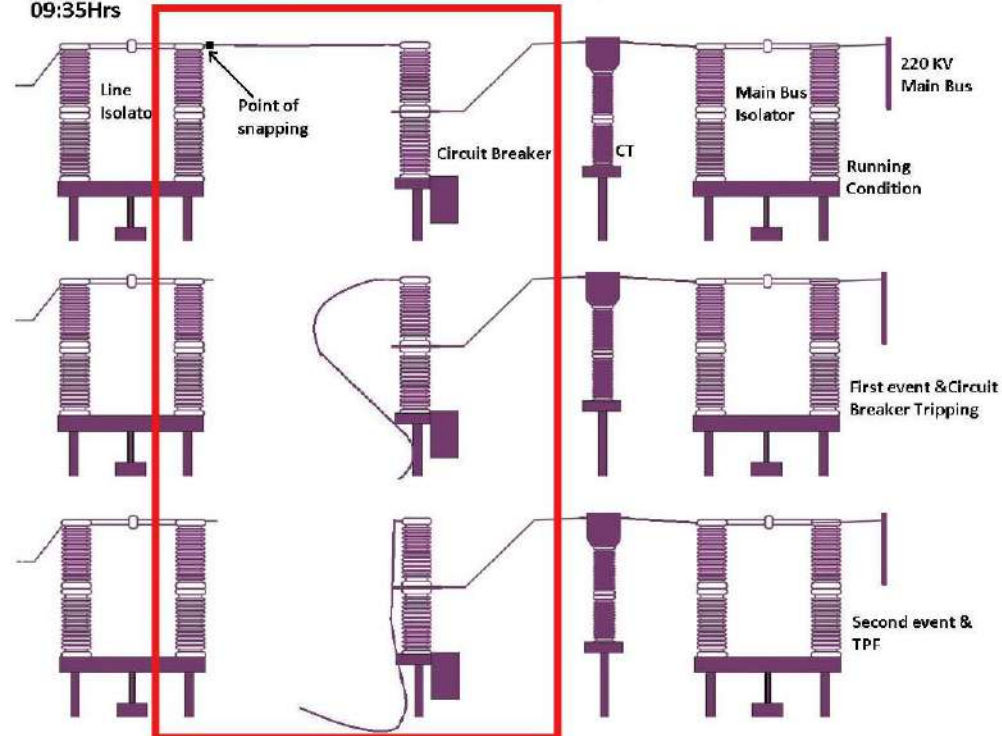 09:35Hrs
Line
Isolato
Point of
snapping
Circuit Breaker
CT
Main Bus
Isolator
220 KV
Main Bus
Running
Condition
First event &Circuit
Breaker Tripping
Second event &
TPF